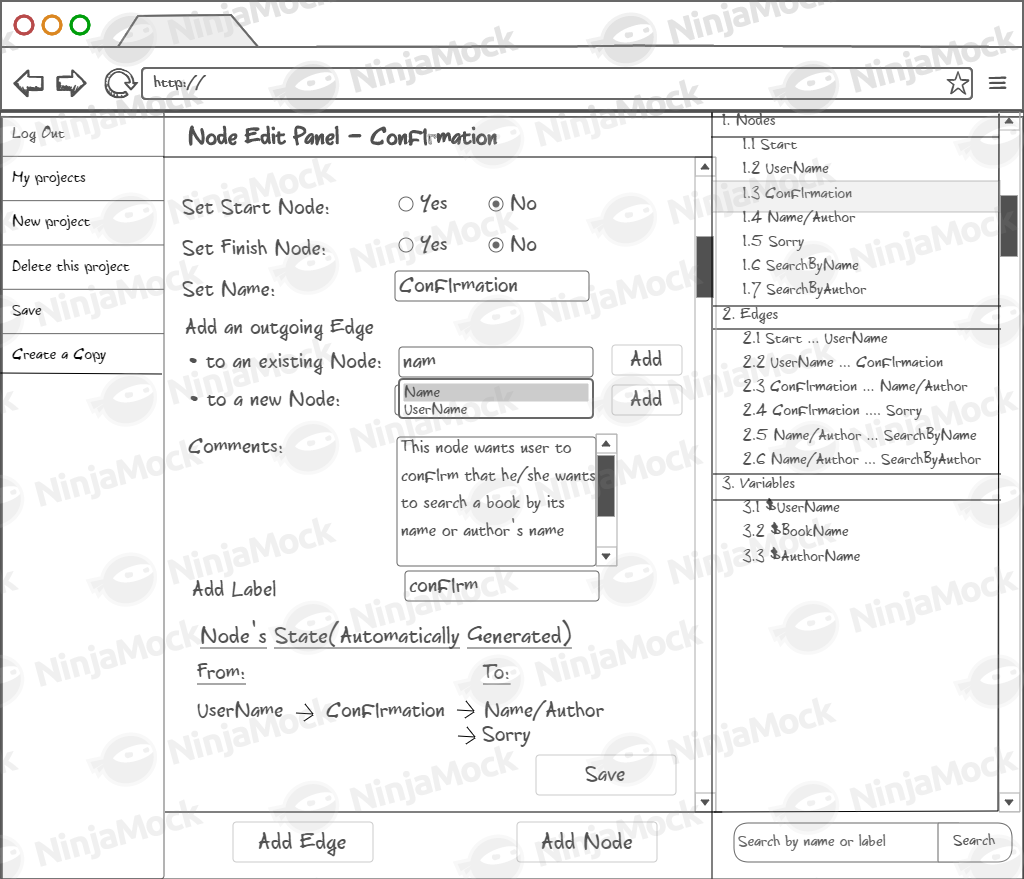 http://
Log Out
My projects
New project
Delete this project
Save
Create a Copy
Node Edit Panel - Confirmation
Set Start Node: Yes No
Set Finish Node: Yes No
Set Name: Confirmation
Add an outgoing Edge
• to an existing Node: nam Add
• to a new Node: Add
Name
UserName
Comments:
This node wants user to
confirm that he/she wants
to search a book by its
name or author's name
Add Label confirm
Node's State(Automatically Generated)
From: To:
UserName → Confirmation → Name/Author
→ Sorry
Save
Add Edge Add Node
1. Nodes
1.1 Start
1.2 UserName
1.3 Confirmation
1.4 Name/Author
1.5 Sorry
1.6 SearchByName
1.7 SearchByAuthor
2. Edges
2.1 Start ... UserName
2.2 UserName ... Confirmation
2.3 Confirmation ... Name/Author
2.4 Confirmation .... Sorry
2.5 Name/Author ... SearchByName
2.6 Name/Author ... SearchByAuthor
3. Variables
3.1 $UserName
3.2 $BookName
3.3 $AuthorName
Search by name or label Search
NinjaMock